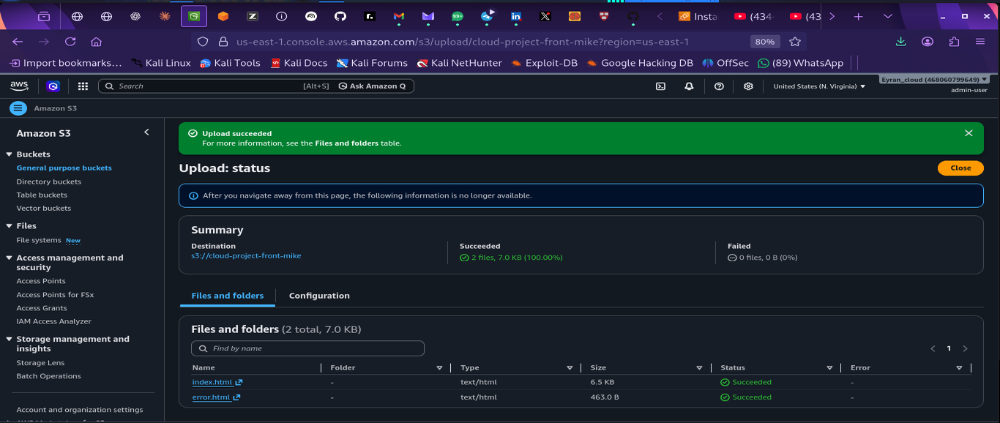 99+
Insta
(434
(43
us-east-1.console.aws.amazon.com/s3/upload/cloud-project-front-mike?region=us-east-1
80%
Import bookmarks...
Kali Linux
Kali Tools
Kali Docs
Kali Forums
Kali NetHunter
Exploit-DB
Google Hacking DB
OffSec
(89) WhatsApp
aws
Search
[Alt+S]
Ask Amazon Q
United States (N. Virginia)
Eyran_cloud (468060799649)
admin-user
Amazon S3
Amazon S3
Buckets
General purpose buckets
Directory buckets
Table buckets
Vector buckets
Files
File systems New
Access management and
security
Access Points
Access Points for FSx
Access Grants
IAM Access Analyzer
Storage management and
insights
Storage Lens
Batch Operations
Account and organization settings
Upload succeeded
For more information, see the Files and folders table.
Upload: status
Close
After you navigate away from this page, the following information is no longer available.
Summary
Destination
s3://cloud-project-front-mike
Succeeded
2 files, 7.0 KB (100.00%)
Failed
0 files, 0 B (0%)
Files and folders
Configuration
Files and folders (2 total, 7.0 KB)
Find by name
1
Name Folder Type Size Status Error
index.html - text/html 6.5 KB Succeeded -
error.html - text/html 463.0 B Succeeded -